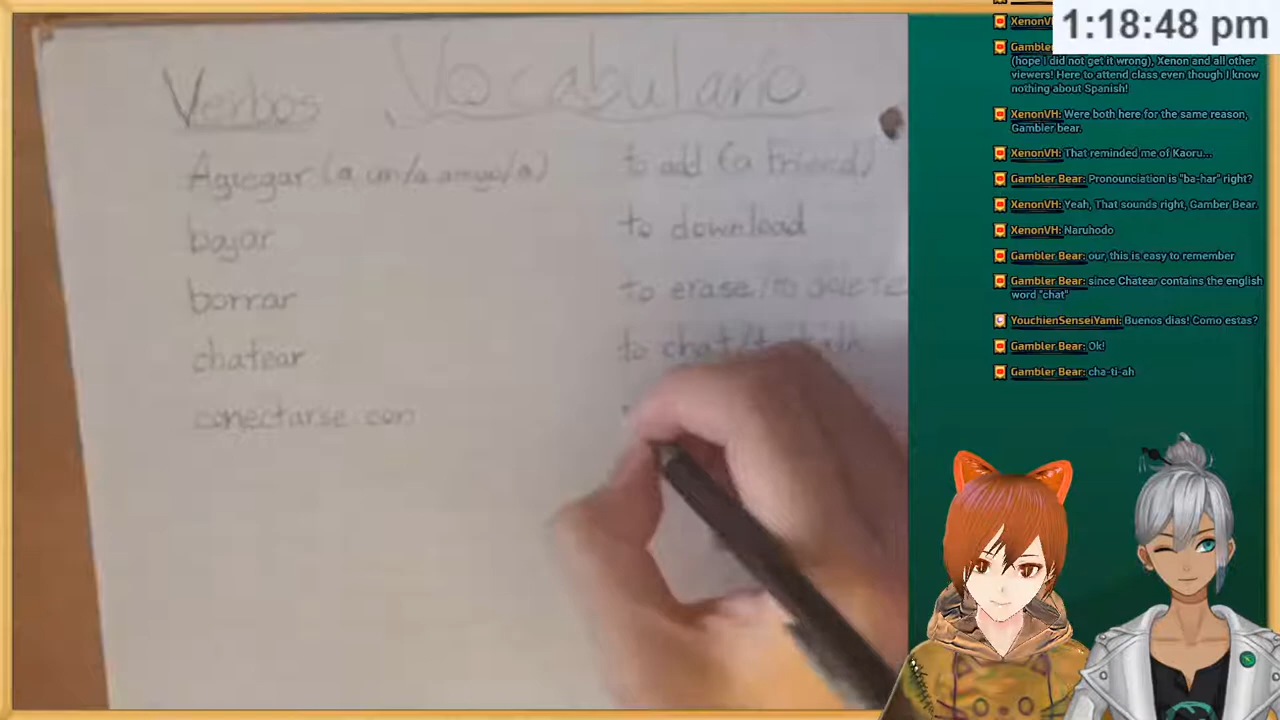 1:18:48 pm
Verbos Vocabulario
Agregar (a un/a amigo/a) to add (a friend)
bajar to download
borrar to erase/to delete
chatear to chat/
conectarse con
XenonVH:
Gambler
(hope I did not get it wrong), Xenon and all other
viewers! Here to attend class even though I know
nothing about Spanish!
XenonVH: Were both here for the same reason,
Gambler bear.
XenonVH: That reminded me of Kaoru...
Gambler Bear: Pronounciation is "ba-har" right?
XenonVH: Yeah, That sounds right, Gamber Bear.
XenonVH: Naruhodo
Gambler Bear: our, this is easy to remember
Gambler Bear: since Chatear contains the english
word "chat"
YouchienSenseiYami: Buenos dias! Como estas?
Gambler Bear: Ok!
Gambler Bear: cha-ti-ah